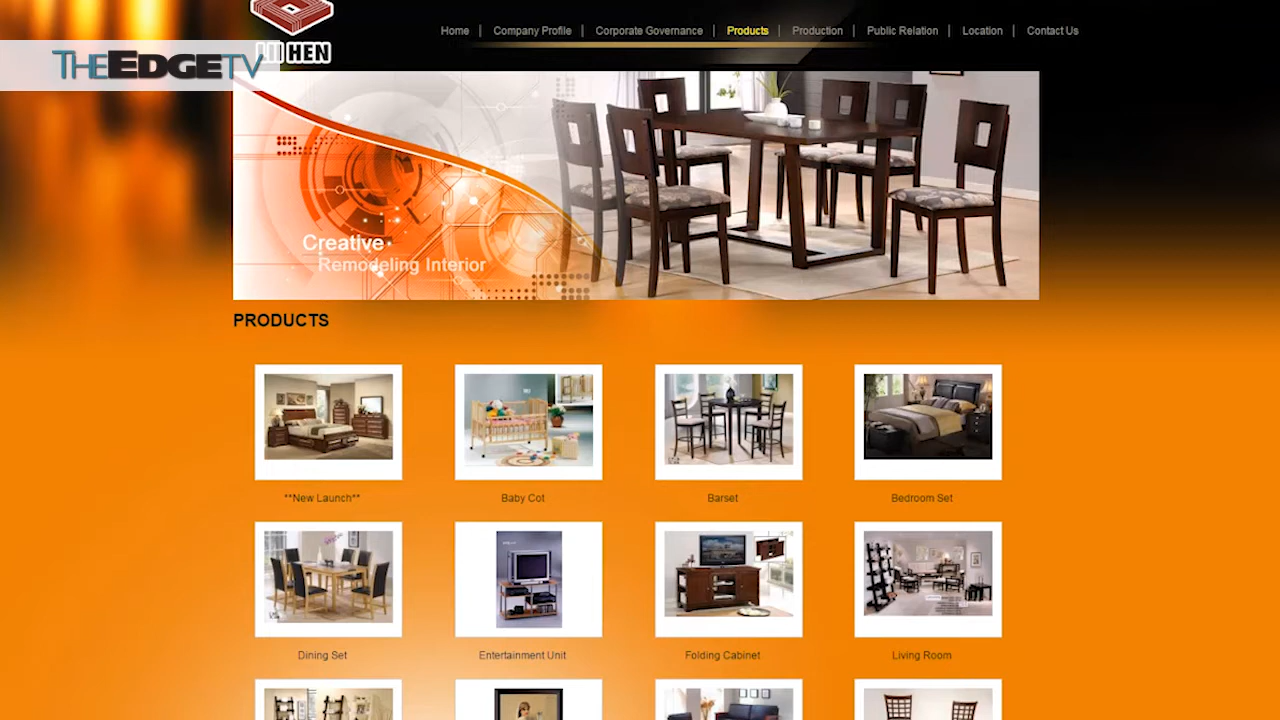 Home | Company Profile | Corporate Governance | Products | Production | Public Relation | Location | Contact Us
HEN
THEEDGETV
Creative
Remodeling Interior
PRODUCTS
**New Launch** Baby Cot Barset Bedroom Set
Dining Set Entertainment Unit Folding Cabinet Living Room